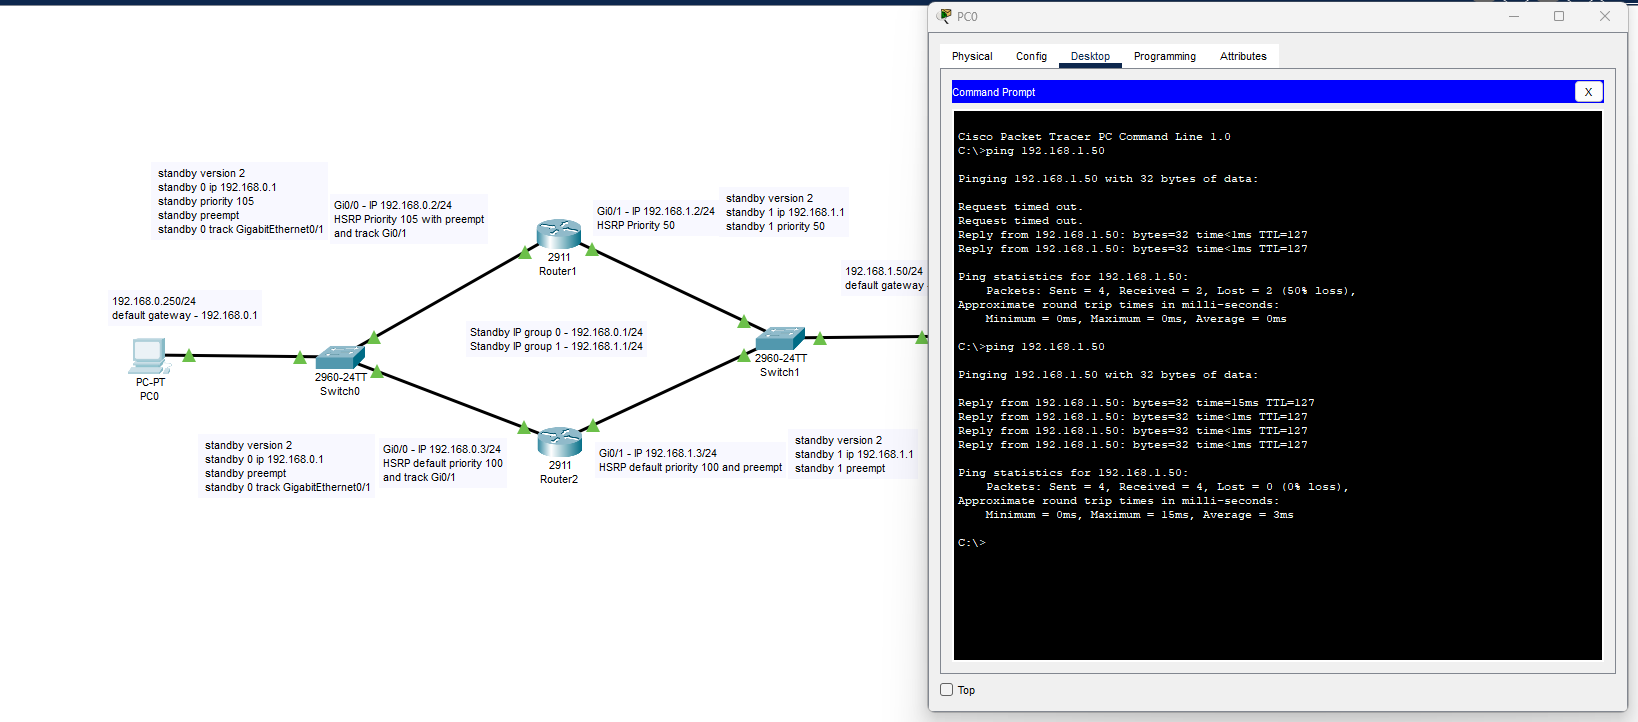 standby version 2
standby 0 ip 192.168.0.1
standby priority 105
standby preempt
standby 0 track GigabitEthernet0/1
Gi0/0 - IP 192.168.0.2/24
HSRP Priority 105 with preempt
and track Gi0/1
2911
Router1
Gi0/1 - IP 192.168.1.2/24
HSRP Priority 50
standby version 2
standby 1 ip 192.168.1.1
standby 1 priority 50
192.168.1.50/24
default gateway -
192.168.0.250/24
default gateway - 192.168.0.1
PC-PT
PC0
2960-24TT
Switch0
Standby IP group 0 - 192.168.0.1/24
Standby IP group 1 - 192.168.1.1/24
2960-24TT
Switch1
standby version 2
standby 0 ip 192.168.0.1
standby preempt
standby 0 track GigabitEthernet0/1
Gi0/0 - IP 192.168.0.3/24
HSRP default priority 100
and track Gi0/1
2911
Router2
Gi0/1 - IP 192.168.1.3/24
HSRP default priority 100 and preempt
standby version 2
standby 1 ip 192.168.1.1
standby 1 preempt
PC0
Physical Config Desktop Programming Attributes
Command Prompt
X
Cisco Packet Tracer PC Command Line 1.0
C:\>ping 192.168.1.50
Pinging 192.168.1.50 with 32 bytes of data:
Request timed out.
Request timed out.
Reply from 192.168.1.50: bytes=32 time<1ms TTL=127
Reply from 192.168.1.50: bytes=32 time<1ms TTL=127
Ping statistics for 192.168.1.50:
Packets: Sent = 4, Received = 2, Lost = 2 (50% loss),
Approximate round trip times in milli-seconds:
Minimum = 0ms, Maximum = 0ms, Average = 0ms
C:\>ping 192.168.1.50
Pinging 192.168.1.50 with 32 bytes of data:
Reply from 192.168.1.50: bytes=32 time=15ms TTL=127
Reply from 192.168.1.50: bytes=32 time<1ms TTL=127
Reply from 192.168.1.50: bytes=32 time<1ms TTL=127
Reply from 192.168.1.50: bytes=32 time<1ms TTL=127
Ping statistics for 192.168.1.50:
Packets: Sent = 4, Received = 4, Lost = 0 (0% loss),
Approximate round trip times in milli-seconds:
Minimum = 0ms, Maximum = 15ms, Average = 3ms
C:\>
Top